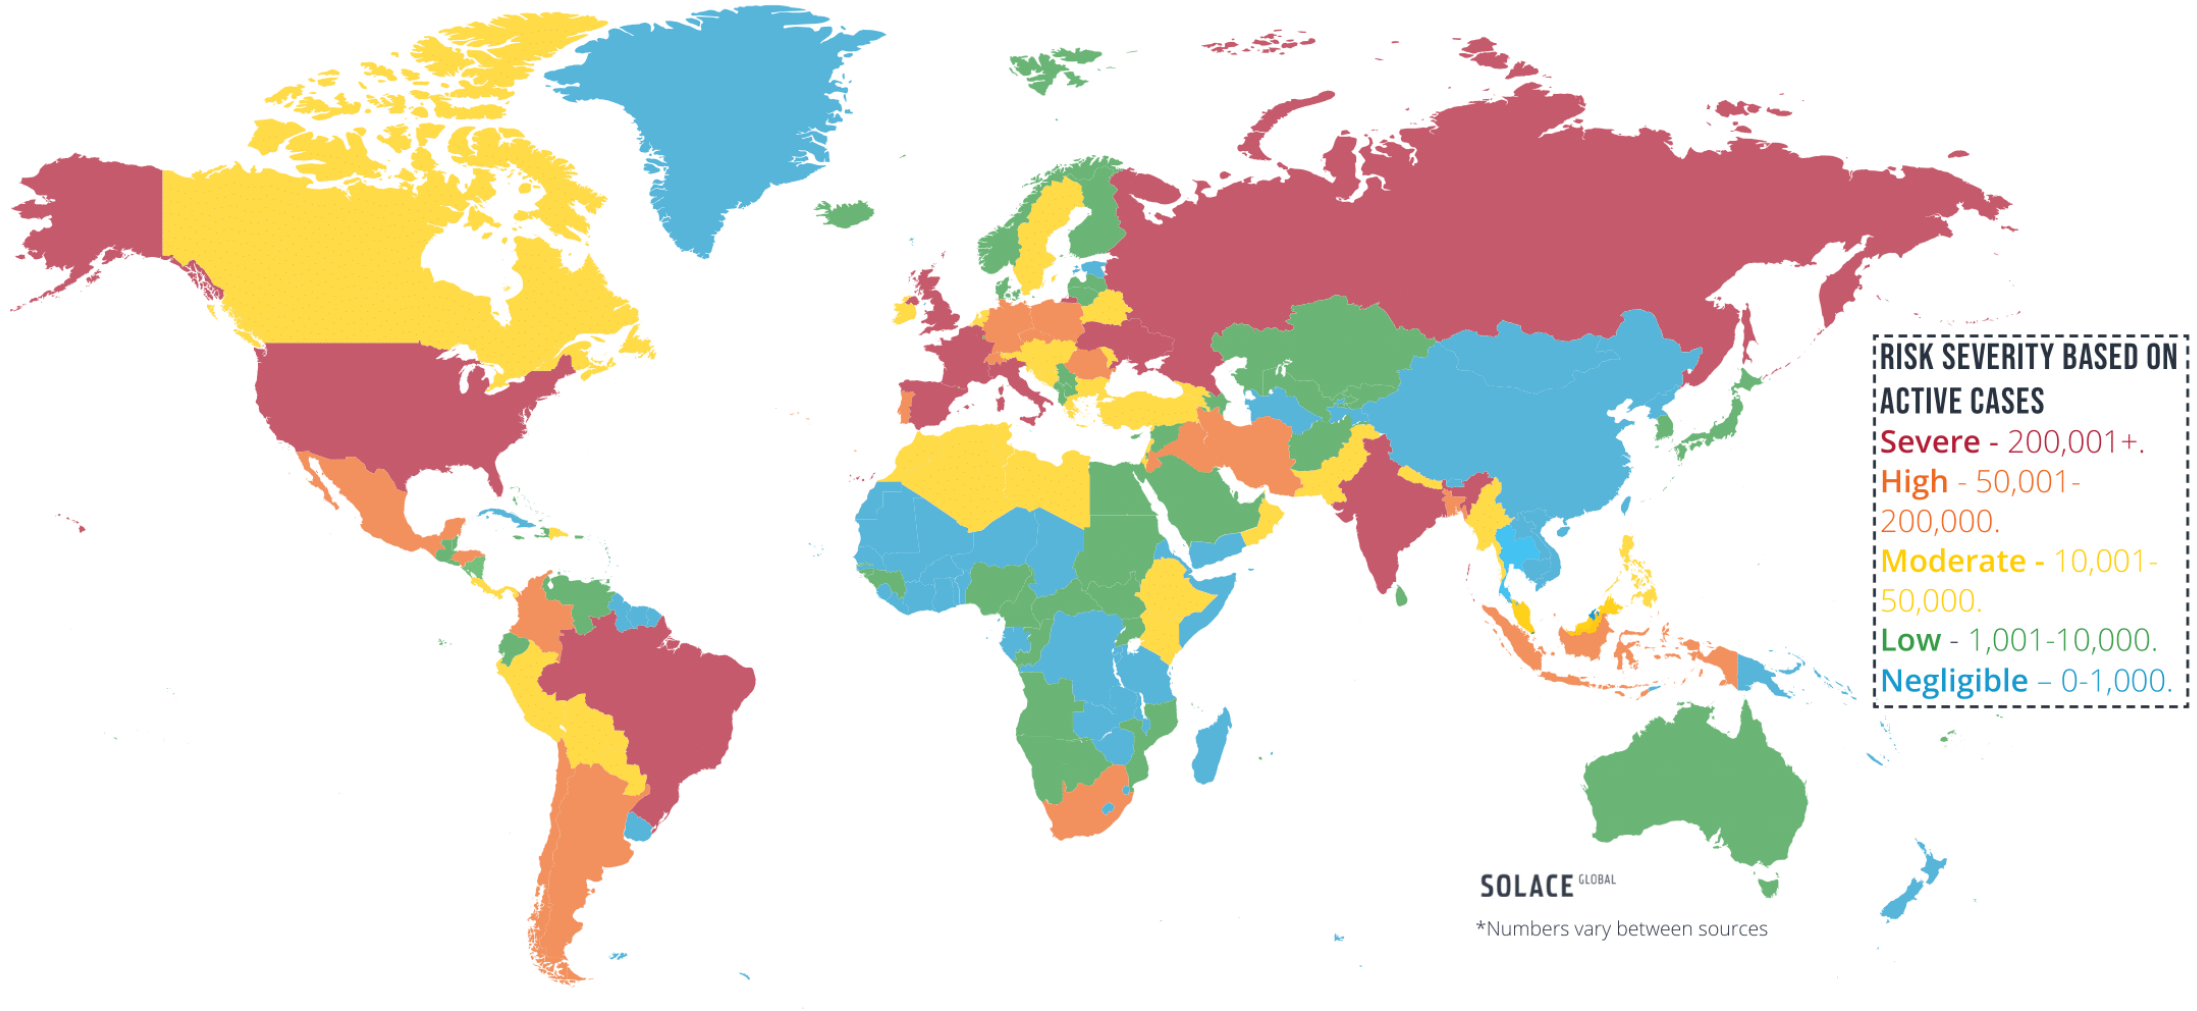 RISK SEVERITY BASED ON
ACTIVE CASES
Severe - 200,001+.
High - 50,001-
200,000.
Moderate - 10,001-
50,000.
Low - 1,001-10,000.
Negligible – 0-1,000.
SOLACE GLOBAL
*Numbers vary between sources